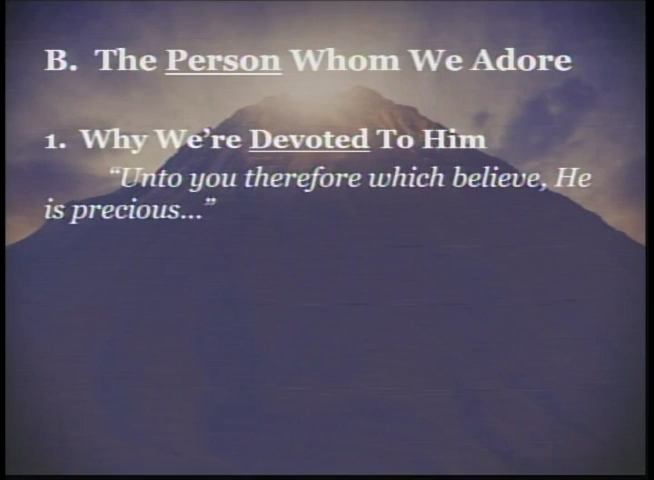 B. The Person Whom We Adore
1. Why We're Devoted To Him
"Unto you therefore which believe, He
is precious..."